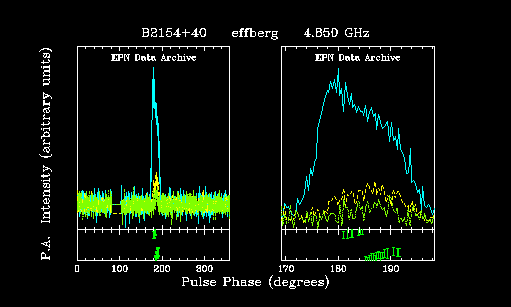 B2154+40 effberg 4.850 GHz
EPN Data Archive EPN Data Archive
P.A. Intensity (arbitrary units)
0 100 200 300 170 180 190
Pulse Phase (degrees)